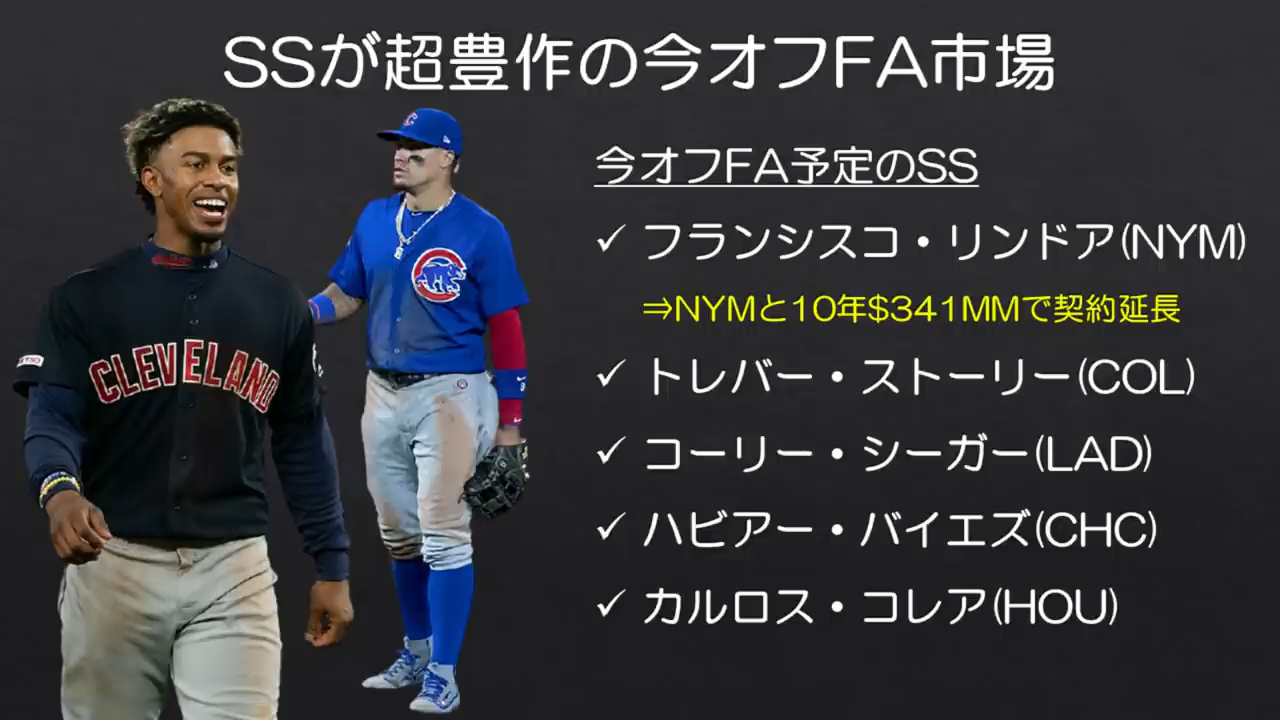 SSが超豊作の今オフFA市場
今オフFA予定のSS
✓ フランシスコ・リンドア(NYM)
⇒NYMと10年$341MMで契約延長
✓ トレバー・ストーリー(COL)
✓ コーリー・シーガー(LAD)
✓ ハビアー・バイエズ(CHC)
✓ カルロス・コレア(HOU)
CLEVELAND